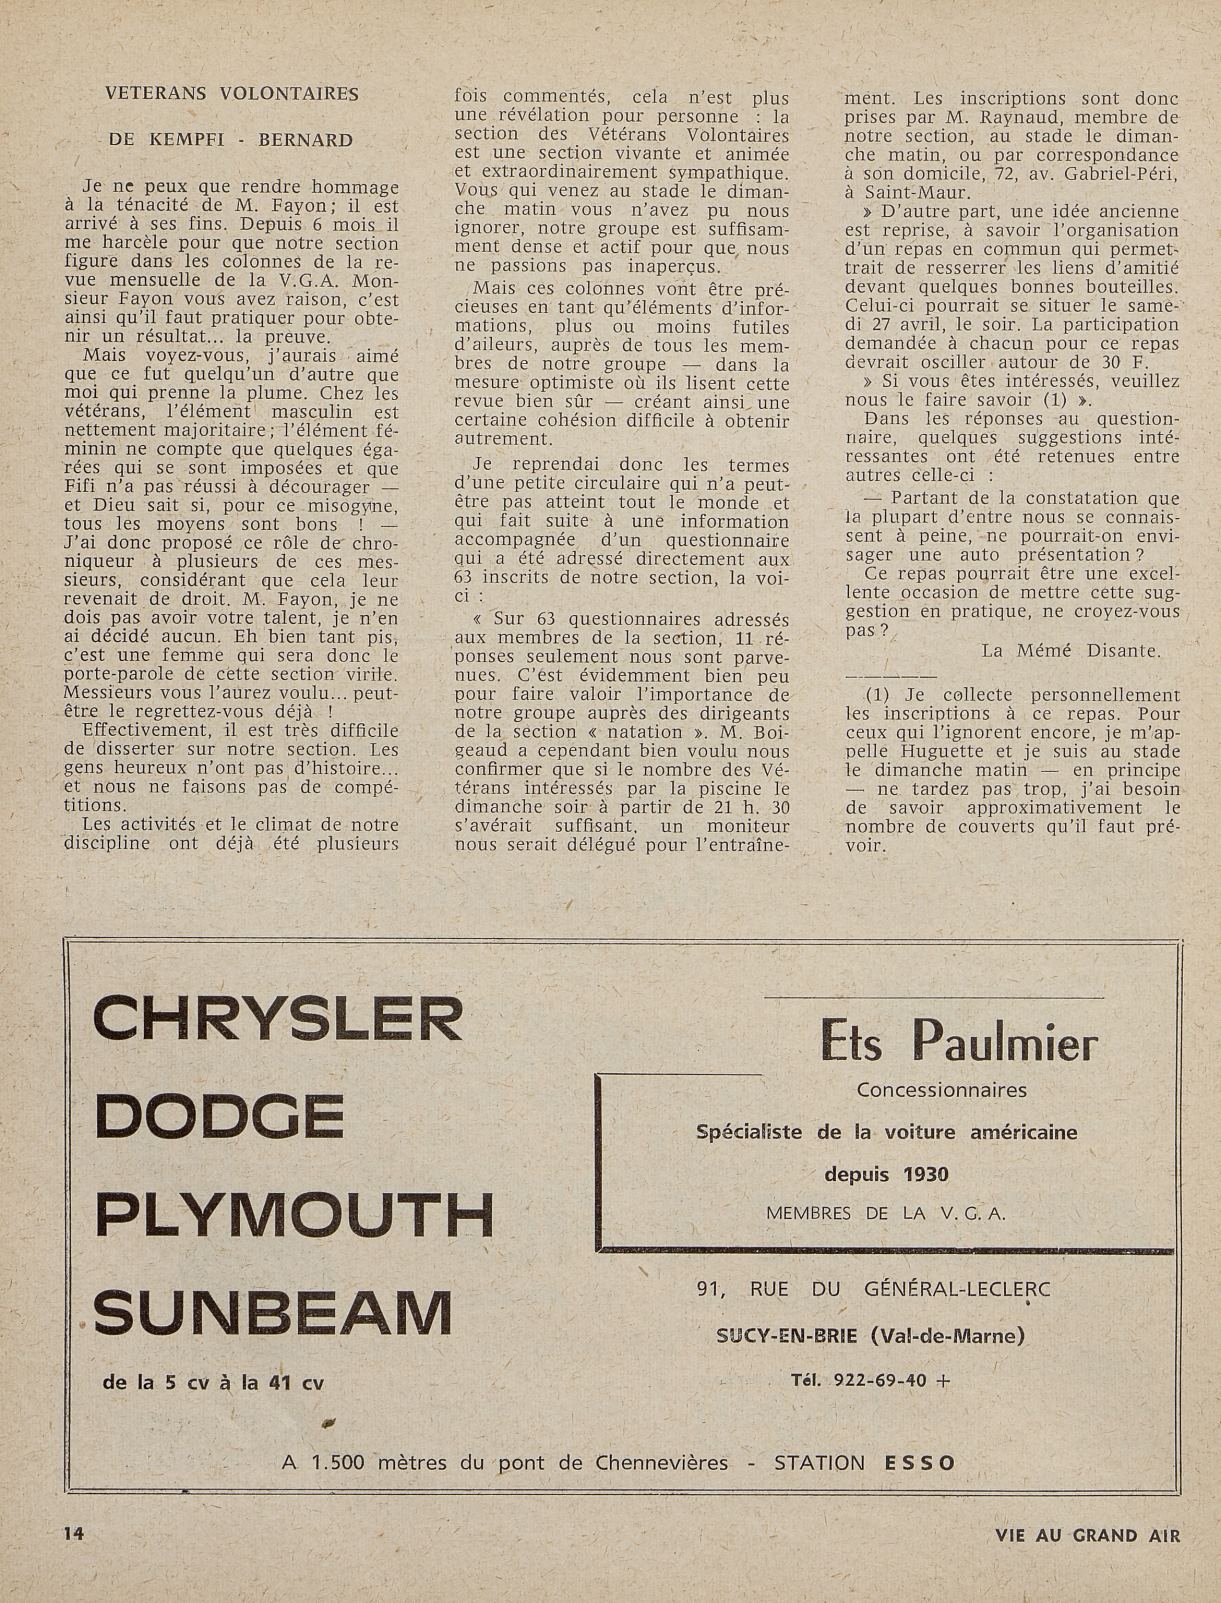 VETERANS VOLONTAIRES
DE KEMPFI - BERNARD
Je ne peux que rendre hommage
à la ténacité de M. Fayon; il est
arrivé à ses fins. Depuis 6 mois il
me harcèle pour que notre section
figure dans les colonnes de la re-
vue mensuelle de la V.G.A. Mon-
sieur Fayon vous avez raison, c'est
ainsi qu'il faut pratiquer pour obte-
nir un résultat... la preuve.
Mais voyez-vous, j'aurais aimé
que ce fut quelqu'un d'autre que
moi qui prenne la plume. Chez les
vétérans, l'élément masculin est
nettement majoritaire; l'élément fé-
minin ne compte que quelques éga-
rées qui se sont imposées et que
Fifi n'a pas réussi à décourager —
et Dieu sait si, pour ce misogyne,
tous les moyens sont bons ! —
J'ai donc proposé ce rôle de chro-
niqueur à plusieurs de ces mes-
sieurs, considérant que cela leur
revenait de droit. M. Fayon, je ne
dois pas avoir votre talent, je n'en
ai décidé aucun. Eh bien tant pis,
c'est une femme qui sera donc le
porte-parole de cette section virile.
Messieurs vous l'aurez voulu... peut-
être le regrettez-vous déjà !
Effectivement, il est très difficile
de disserter sur notre section. Les
gens heureux n'ont pas d'histoire...
et nous ne faisons pas de compé-
titions.
Les activités et le climat de notre
discipline ont déjà été plusieurs
fois commentés, cela n'est plus
une révélation pour personne : la
section des Vétérans Volontaires
est une section vivante et animée
et extraordinairement sympathique.
Vous qui venez au stade le diman-
che matin vous n'avez pu nous
ignorer, notre groupe est suffisam-
ment dense et actif pour que nous
ne passions pas inaperçus.
Mais ces colonnes vont être pré-
cieuses en tant qu'éléments d'infor-
mations, plus ou moins futiles
d'aileurs, auprès de tous les mem-
bres de notre groupe — dans la
mesure optimiste où ils lisent cette
revue bien sûr — créant ainsi une
certaine cohésion difficile à obtenir
autrement.
Je reprendai donc les termes
d'une petite circulaire qui n'a peut-
être pas atteint tout le monde et
qui fait suite à une information
accompagnée d'un questionnaire
qui a été adressé directement aux
63 inscrits de notre section, la voi-
ci :
« Sur 63 questionnaires adressés
aux membres de la section, 11 ré-
ponses seulement nous sont parve-
nues. C'est évidemment bien peu
pour faire valoir l'importance de
notre groupe auprès des dirigeants
de la section « natation ». M. Boi-
geaud a cependant bien voulu nous
confirmer que si le nombre des Vé-
térans intéressés par la piscine le
dimanche soir à partir de 21 h. 30
s'avérait suffisant, un moniteur
nous serait délégué pour l'entraîne-
ment. Les inscriptions sont donc
prises par M. Raynaud, membre de
notre section, au stade le diman-
che matin, ou par correspondance
à son domicile, 72, av. Gabriel-Péri,
à Saint-Maur.
» D'autre part, une idée ancienne
est reprise, à savoir l'organisation
d'un repas en commun qui permet-
trait de resserrer les liens d'amitié
devant quelques bonnes bouteilles.
Celui-ci pourrait se situer le same-
di 27 avril, le soir. La participation
demandée à chacun pour ce repas
devrait osciller autour de 30 F.
» Si vous êtes intéressés, veuillez
nous le faire savoir (1) ».
Dans les réponses au question-
naire, quelques suggestions inté-
ressantes ont été retenues entre
autres celle-ci :
— Partant de la constatation que
la plupart d'entre nous se connais-
sent à peine, ne pourrait-on envi-
sager une auto présentation ?
Ce repas pourrait être une excel-
lente occasion de mettre cette sug-
gestion en pratique, ne croyez-vous
pas ?
La Mémé Disante.
(1) Je collecte personnellement
les inscriptions à ce repas. Pour
ceux qui l'ignorent encore, je m'ap-
pelle Huguette et je suis au stade
le dimanche matin — en principe
— ne tardez pas trop, j'ai besoin
de savoir approximativement le
nombre de couverts qu'il faut pré-
voir.
CHRYSLER
DODGE
PLYMOUTH
SUNBEAM
de la 5 cv à la 41 cv
Ets Paulmier
Concessionnaires
Spécialiste de la voiture américaine
depuis 1930
MEMBRES DE LA V. G. A.
91, RUE DU GÉNÉRAL-LECLERC
SUCY-EN-BRIE (Val-de-Marne)
Tél. 922-69-40 +
A 1.500 mètres du pont de Chennevières - STATION ESSO
14
VIE AU GRAND AIR